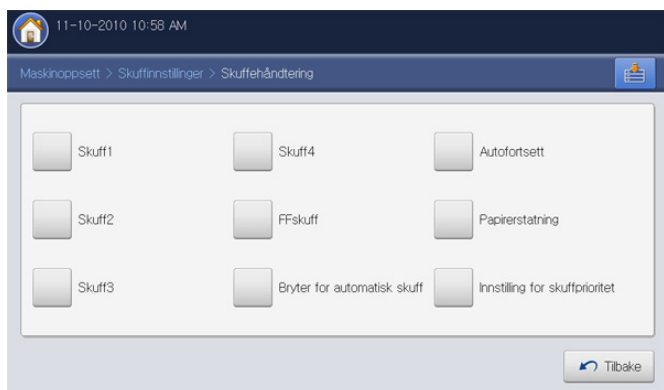 11-10-2010 10:58 AM
Maskinoppsett > Skuffinnstillinger > Skuffehåndtering
Skuff1
Skuff4
Autofortsett
Skuff2
FFskuff
Papirerstatning
Skuff3
Bryter for automatisk skuff
Innstilling for skuffprioritet
Tilbake